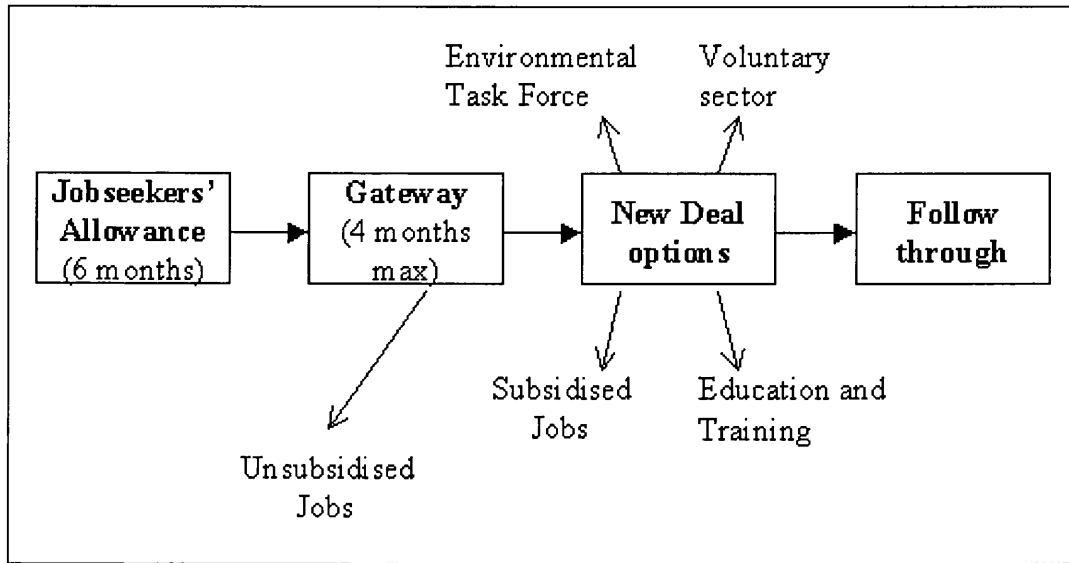 Environmental
Task Force
Voluntary
sector
Jobseekers'
Allowance
(6 months)
Gateway
(4 months
max)
New Deal
options
Follow
through
Subsidised
Jobs
Education and
Training
Unsubsidised
Jobs